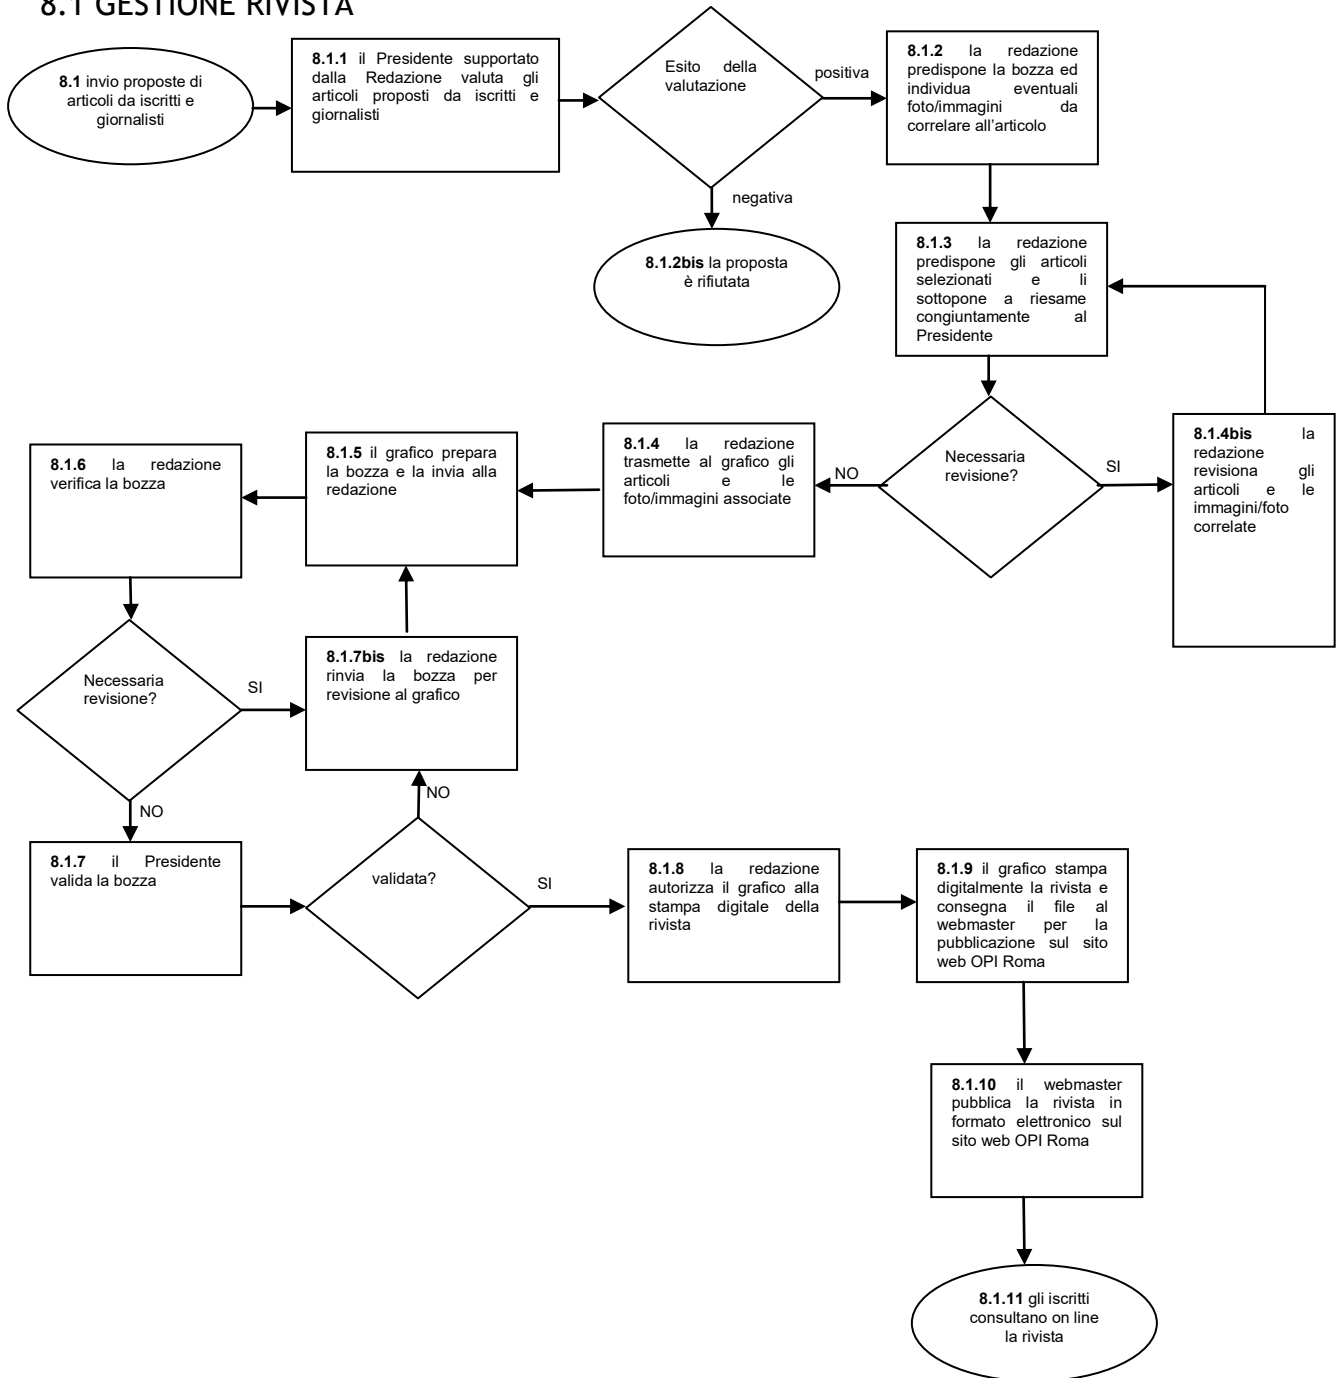 8.1 GESTIONE RIVISTA
8.1 invio proposte di
articoli da iscritti e
giornalisti
8.1.1 il Presidente supportato
dalla Redazione valuta gli
articoli proposti da iscritti e
giornalisti
Esito della
valutazione
positiva
negativa
8.1.2 la redazione
predispone la bozza ed
individua eventuali
foto/immagini da
correlare all'articolo
8.1.2bis la proposta
è rifiutata
8.1.3 la redazione
predispone gli articoli
selezionati e li
sottopone a riesame
congiuntamente al
Presidente
Necessaria
revisione?
SI
NO
8.1.4bis la
redazione
revisiona gli
articoli e le
immagini/foto
correlate
8.1.4 la redazione
trasmette al grafico gli
articoli e le
foto/immagini associate
8.1.5 il grafico prepara
la bozza e la invia alla
redazione
8.1.6 la redazione
verifica la bozza
Necessaria
revisione?
SI
NO
8.1.7bis la redazione
rinvia la bozza per
revisione al grafico
8.1.7 il Presidente
valida la bozza
validata?
NO
SI
8.1.8 la redazione
autorizza il grafico alla
stampa digitale della
rivista
8.1.9 il grafico stampa
digitalmente la rivista e
consegna il file al
webmaster per la
pubblicazione sul sito
web OPI Roma
8.1.10 il webmaster
pubblica la rivista in
formato elettronico sul
sito web OPI Roma
8.1.11 gli iscritti
consultano on line
la rivista